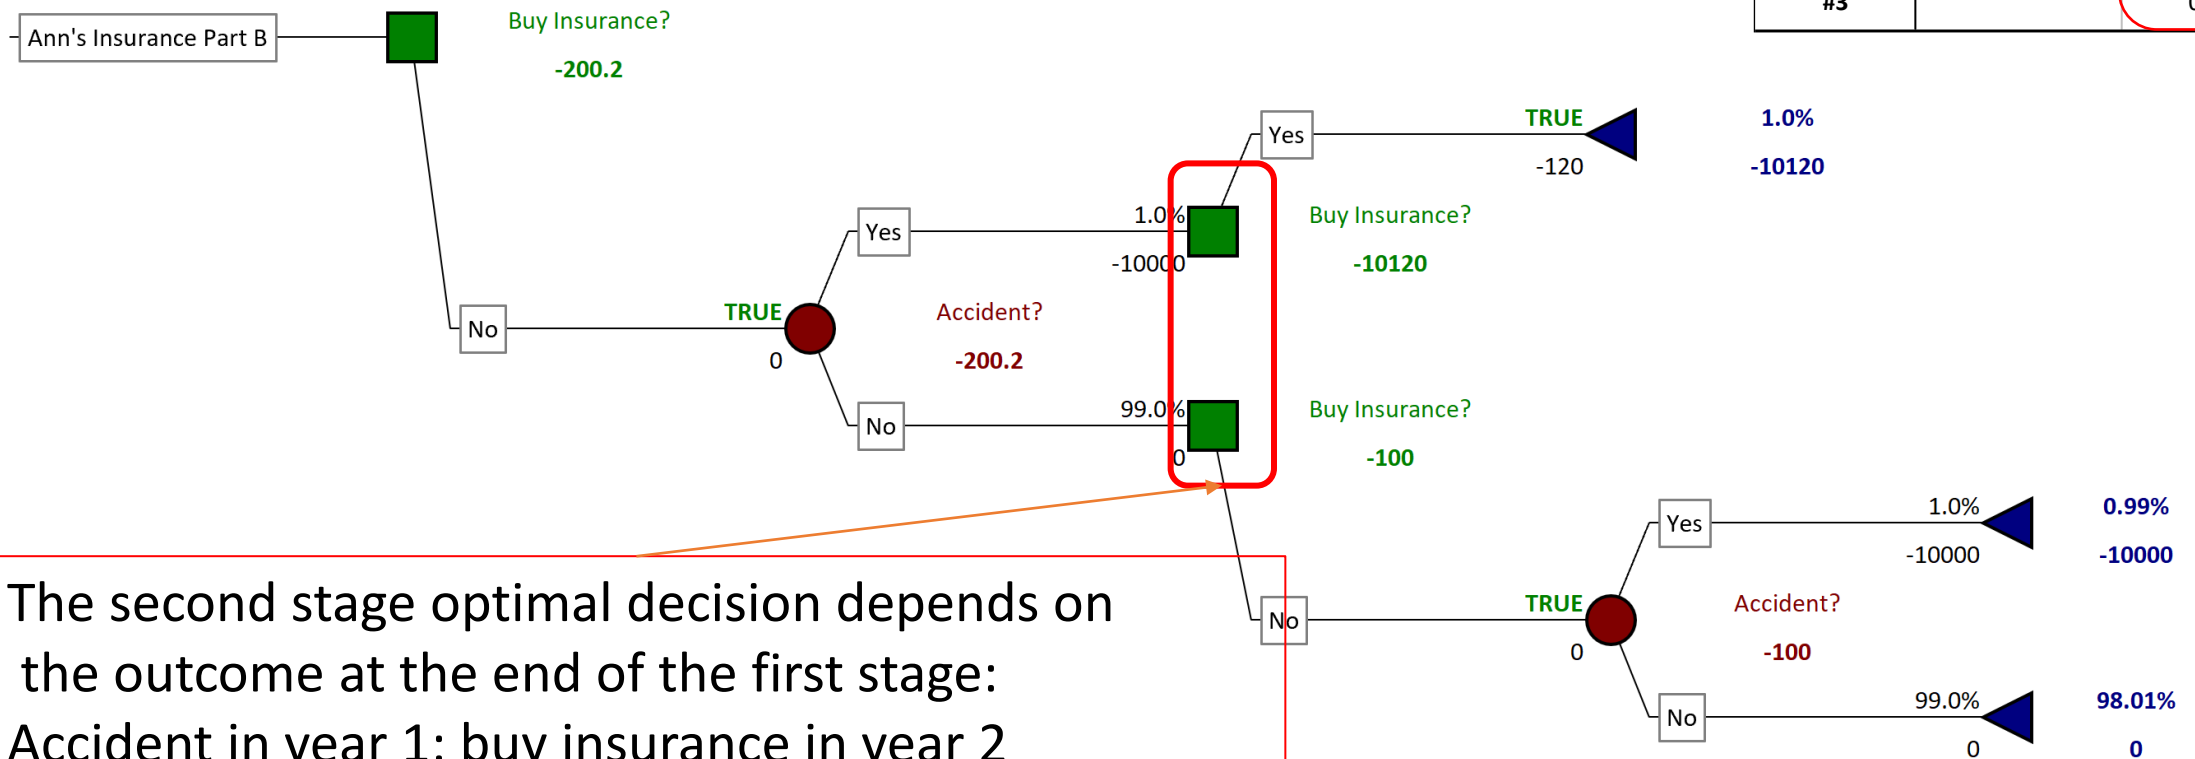 #3
Ann's Insurance Part B
Buy Insurance?
-200.2
Yes
TRUE
-120
1.0%
-10120
Yes
1.0%
-10000
Buy Insurance?
-10120
No
TRUE
0
Accident?
-200.2
No
99.0%
0
Buy Insurance?
-100
Yes
1.0%
-10000
0.99%
-10000
No
TRUE
0
Accident?
-100
No
99.0%
0
98.01%
0
The second stage optimal decision depends on
the outcome at the end of the first stage:
Accident in year 1: buy insurance in year 2